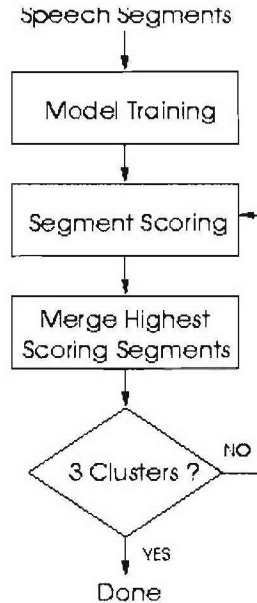 Speech Segments
Model Training
Segment Scoring
Merge Highest
Scoring Segments
3 Clusters ?
NO
YES
Done